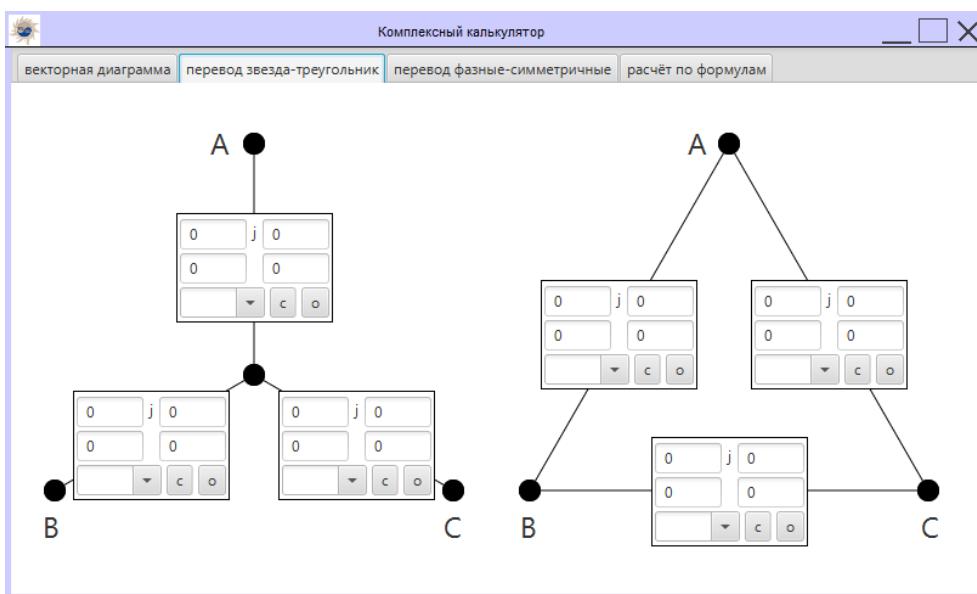 Комплексный калькулятор
векторная диаграмма перевод звезда-треугольник перевод фазные-симметричные расчёт по формулам
A
0 j 0
0 0
c o
0 j 0
0 0
c o
0 j 0
0 0
c o
B
C
A
0 j 0
0 0
c o
0 j 0
0 0
c o
0 j 0
0 0
c o
B
C